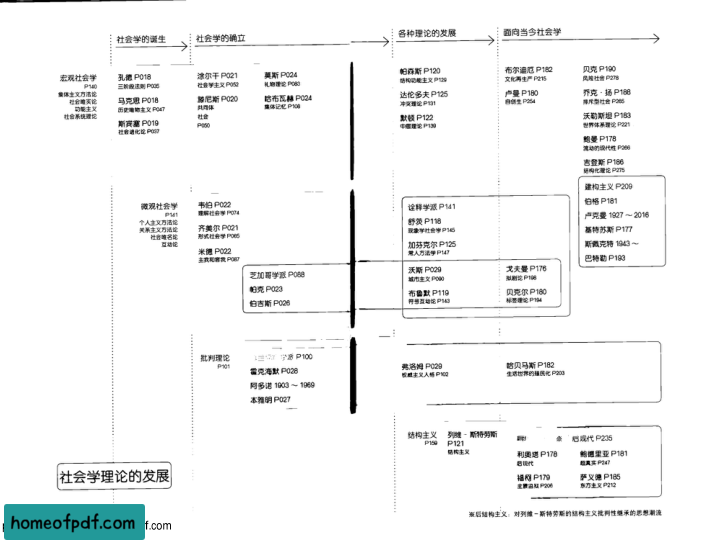 社会学的诞生
社会学的确立
各种理论的发展
面向当今社会学
宏观社会学
P140
集体主义方法论
社会唯实论
功能主义
社会系统理论
孔德 P018
三阶段法则 P035
马克思 P018
历史唯物主义 P047
斯宾塞 P019
社会进化论 P037
涂尔干 P021
社会学主义 P052
滕尼斯 P020
共同体
社会
P050
莫斯 P024
礼物理论 P080
哈布瓦赫 P024
集体记忆 P106
帕森斯 P120
结构功能主义 P129
达伦多夫 P125
冲突理论 P131
默顿 P122
中层理论 P139
布尔迪厄 P182
文化再生产 P215
卢曼 P180
自创生 P254
贝克 P190
风险社会 P278
乔克·扬 P188
排斥型社会 P265
沃勒斯坦 P183
世界体系理论 P221
鲍曼 P178
流动的现代性 P266
吉登斯 P186
结构化理论 P275
建构主义 P209
伯格 P181
卢克曼 1927 ~ 2016
基特苏斯 P177
斯佩克特 1943 ~
巴特勒 P193
微观社会学
P141
个人主义方法论
关系主义方法论
社会唯名论
互动论
韦伯 P022
理解社会学 P074
齐美尔 P021
形式社会学 P065
米德 P022
主我和客我 P087
芝加哥学派 P088
帕克 P023
伯吉斯 P026
诠释学派 P141
舒茨 P118
现象学社会学 P145
加芬克尔 P125
常人方法学 P147
沃斯 P029
城市主义 P090
布鲁默 P119
符号互动论 P143
戈夫曼 P176
拟剧论 P198
贝克尔 P180
标签理论 P194
批判理论
P101
学派 P100
霍克海默 P028
阿多诺 1903 ~ 1969
本雅明 P027
弗洛姆 P029
权威主义人格 P102
哈贝马斯 P182
生活世界的殖民化 P203
结构主义
P159
列维-斯特劳斯
P121
结构主义
后现代 P235
利奥塔 P178
后现代
福柯 P179
全景监狱 P206
鲍德里亚 P181
超真实 P247
萨义德 P185
东方主义 P212
社会学理论的发展
※后结构主义：对列维-斯特劳斯的结构主义批判性继承的思想潮流
homeofpdf.com
f.com